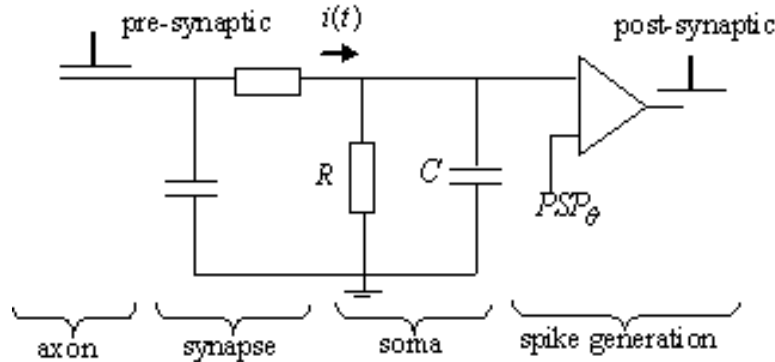 pre-synaptic
i(t)
post-synaptic
R
C
PSPθ
axon
synapse
soma
spike generation